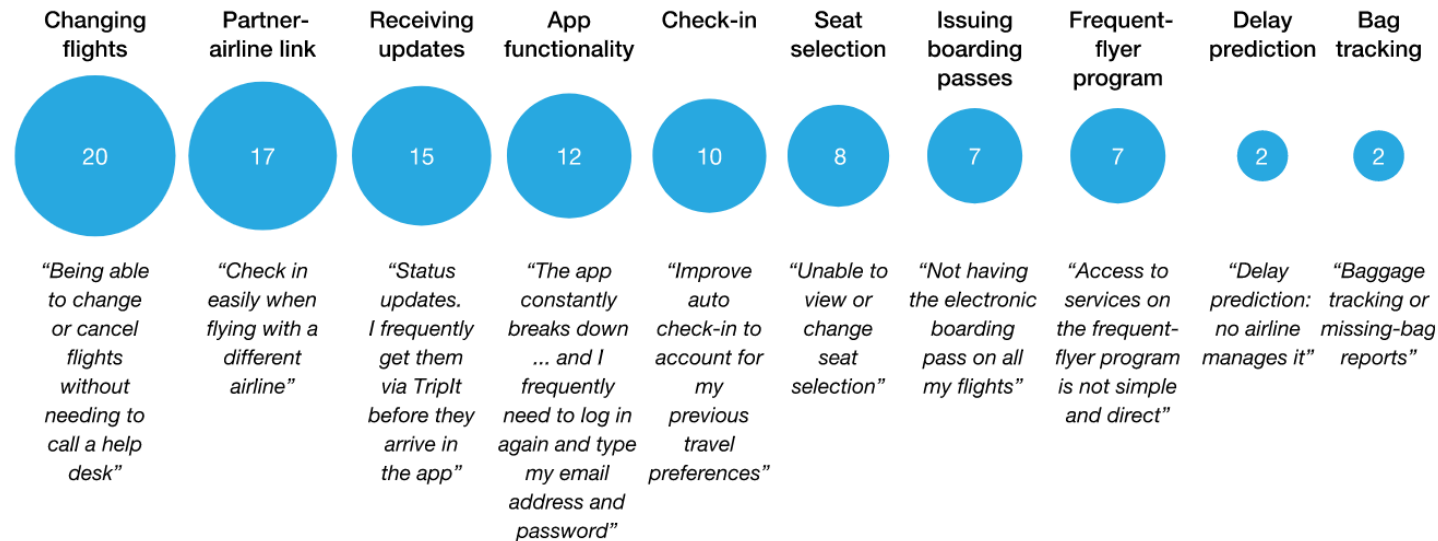 Changing
flights
Partner-
airline link
Receiving
updates
App
functionality
Check-in
Seat
selection
Issuing
boarding
passes
Frequent-
flyer
program
Delay
prediction
Bag
tracking
20
17
15
12
10
8
7
7
2
2
“Being able
to change
or cancel
flights
without
needing to
call a help
desk”
“Check in
easily when
flying with a
different
airline”
“Status
updates.
I frequently
get them
via TripIt
before they
arrive in
the app”
“The app
constantly
breaks down
... and I
frequently
need to log in
again and type
my email
address and
password”
“Improve
auto
check-in to
account for
my
previous
travel
preferences”
“Unable to
view or
change
seat
selection”
“Not having
the electronic
boarding
pass on all
my flights”
“Access to
services on
the frequent-
flyer program
is not simple
and direct”
“Delay
prediction:
no airline
manages it”
“Baggage
tracking or
missing-bag
reports”